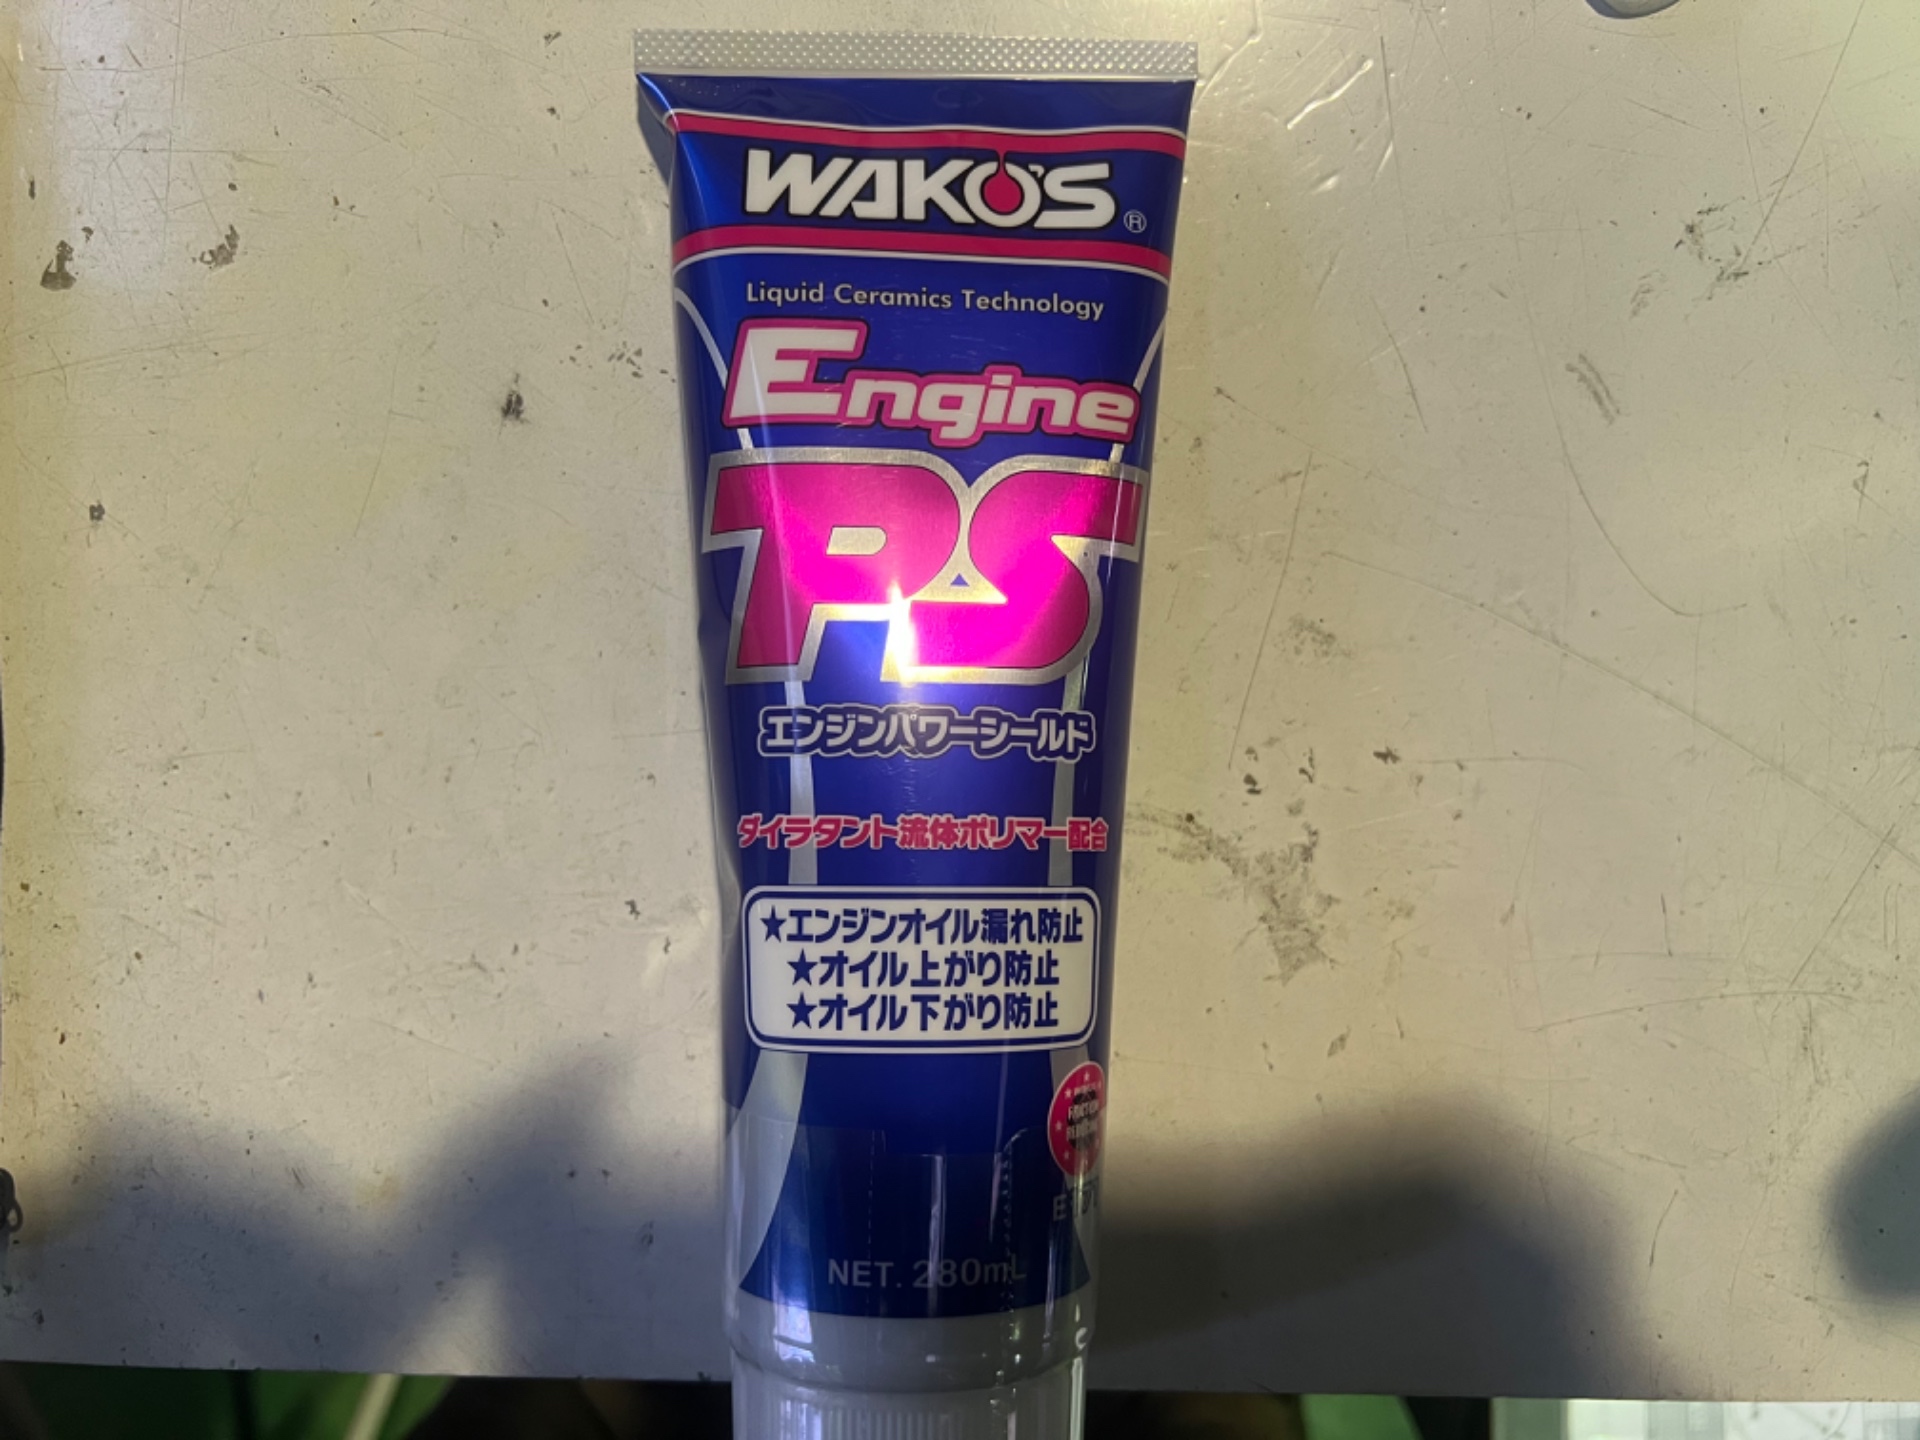 WAKO'S®
Liquid Ceramics Technology
Engine
PS
エンジンパワーシールド
ダイラタント流体ポリマー配合
★エンジンオイル漏れ防止
★オイル上がり防止
★オイル下がり防止
NET. 280mL